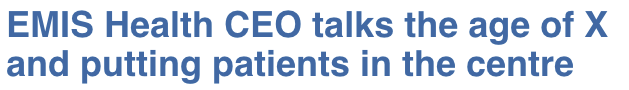 EMIS Health CEO talks the age of X
and putting patients in the centre